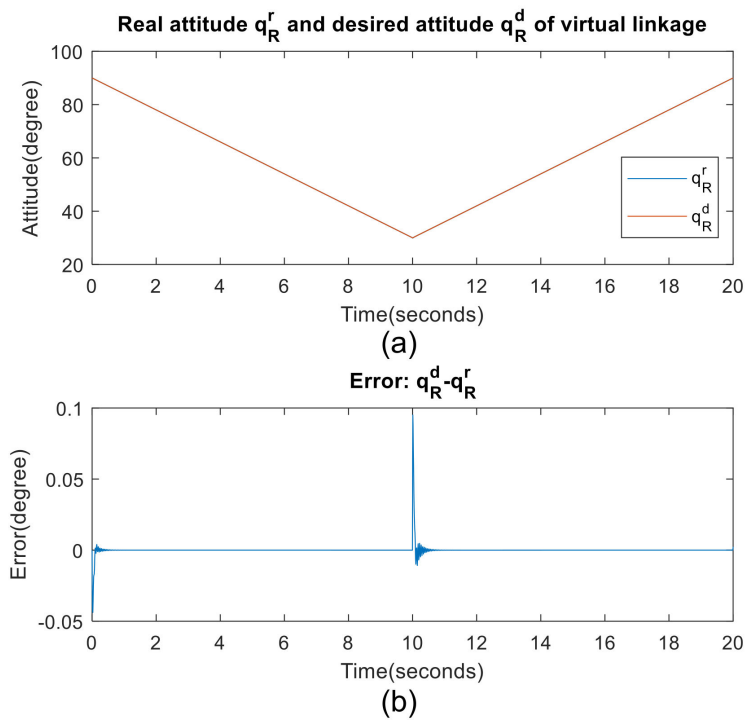 Real attitude q_R^r and desired attitude q_R^d of virtual linkage
100
80
60
40
20
Attitude(degree)
q_R^r
q_R^d
0 2 4 6 8 10 12 14 16 18 20
Time(seconds)
(a)
Error: q_R^d-q_R^r
0.1
0.05
0
-0.05
Error(degree)
0 2 4 6 8 10 12 14 16 18 20
Time(seconds)
(b)